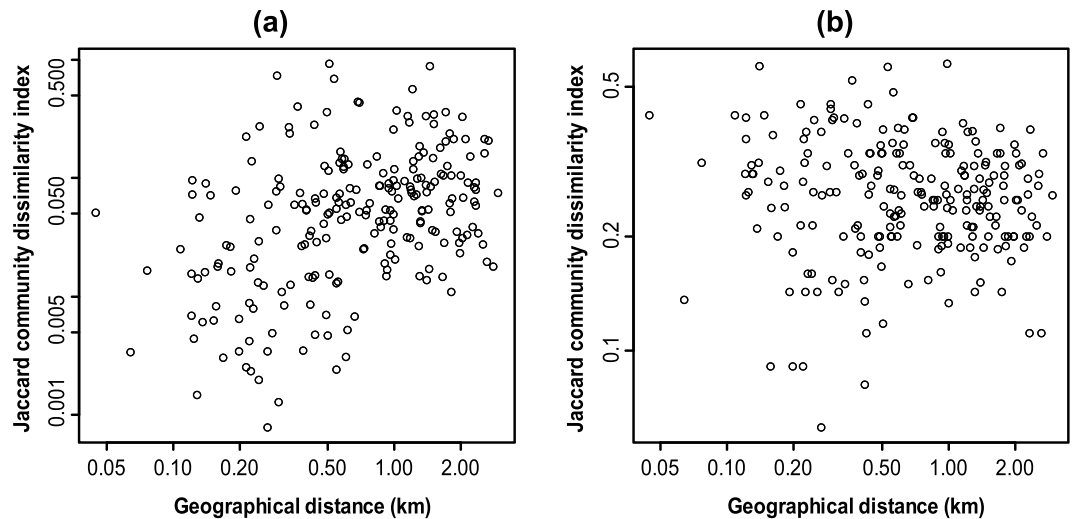 (a)
Jaccard community dissimilarity index
0.500
0.050
0.005
0.001
0.05 0.10 0.20 0.50 1.00 2.00
Geographical distance (km)
(b)
Jaccard community dissimilarity index
0.5
0.2
0.1
0.05 0.10 0.20 0.50 1.00 2.00
Geographical distance (km)